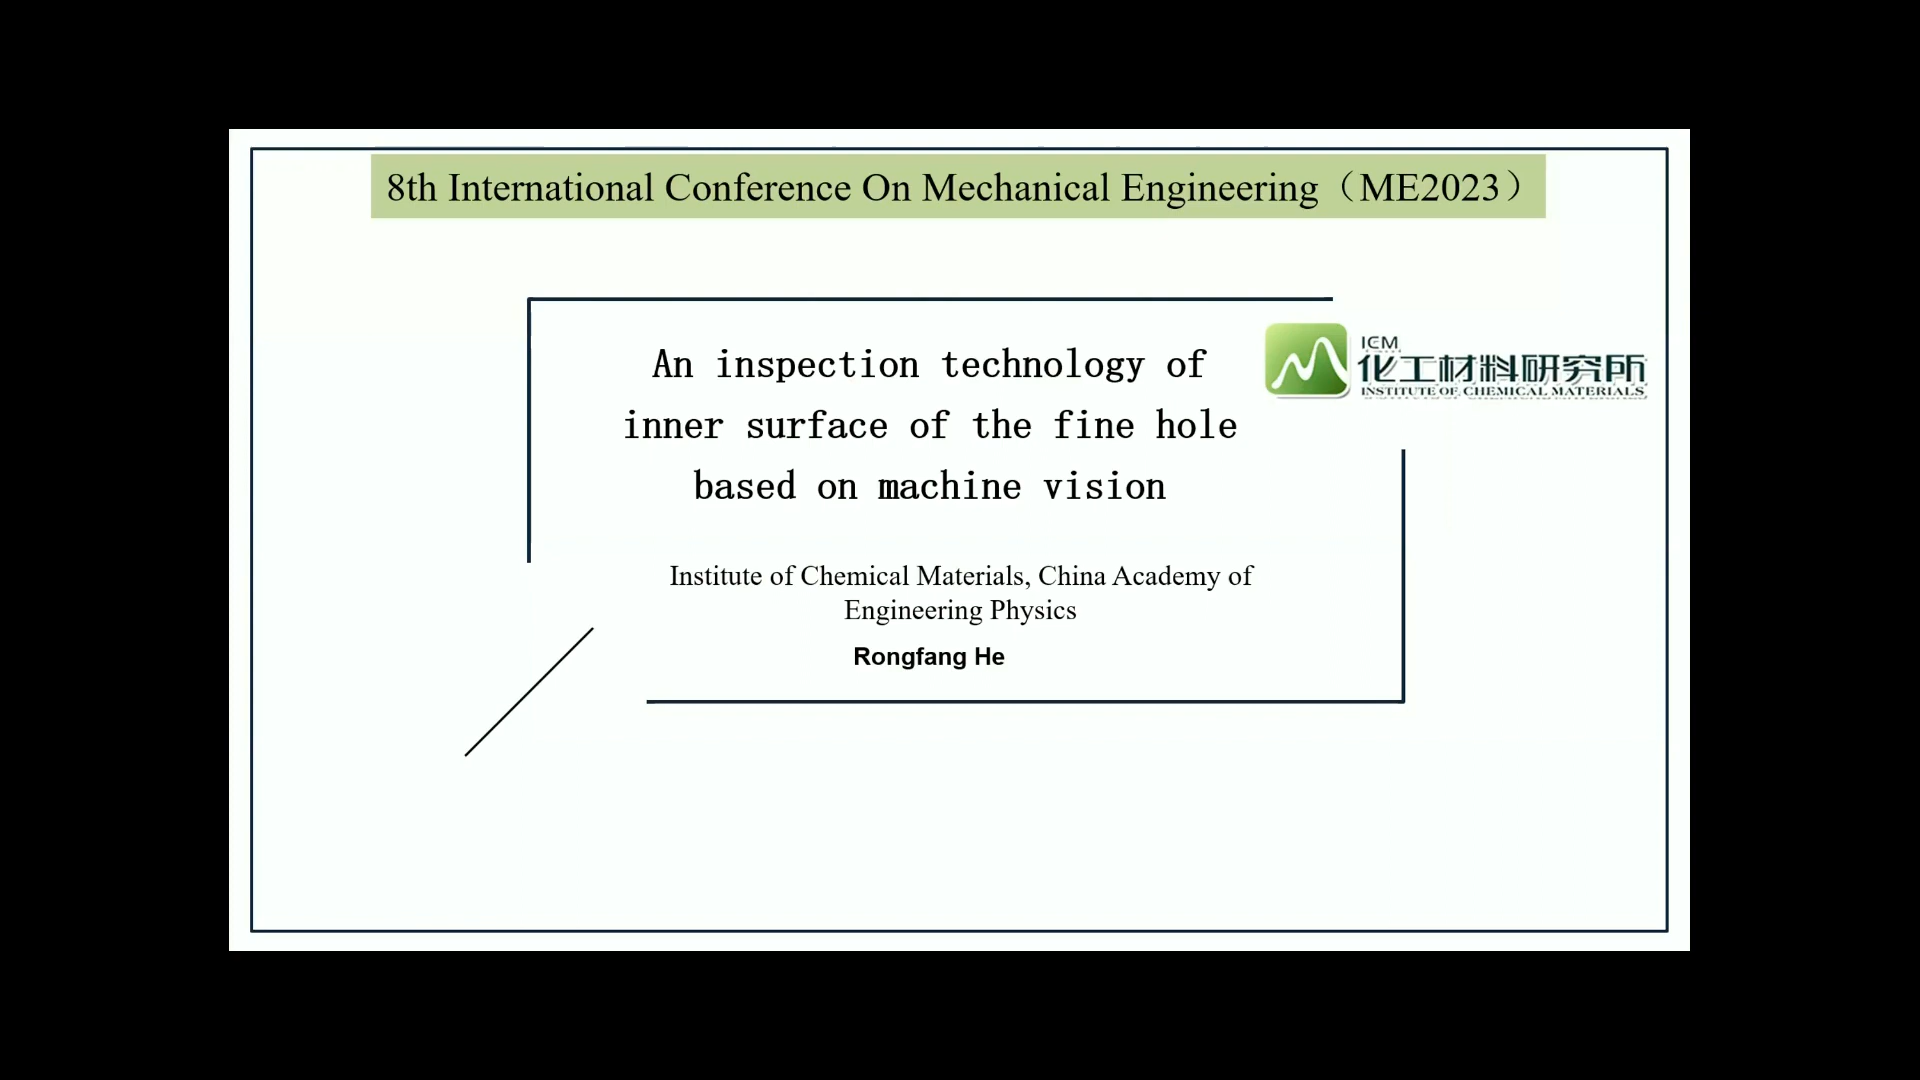 8th International Conference On Mechanical Engineering（ME2023）
An inspection technology of
inner surface of the fine hole
based on machine vision
ICM
化工材料研究所
INSTITUTE OF CHEMICAL MATERIALS
Institute of Chemical Materials, China Academy of
Engineering Physics
Rongfang He